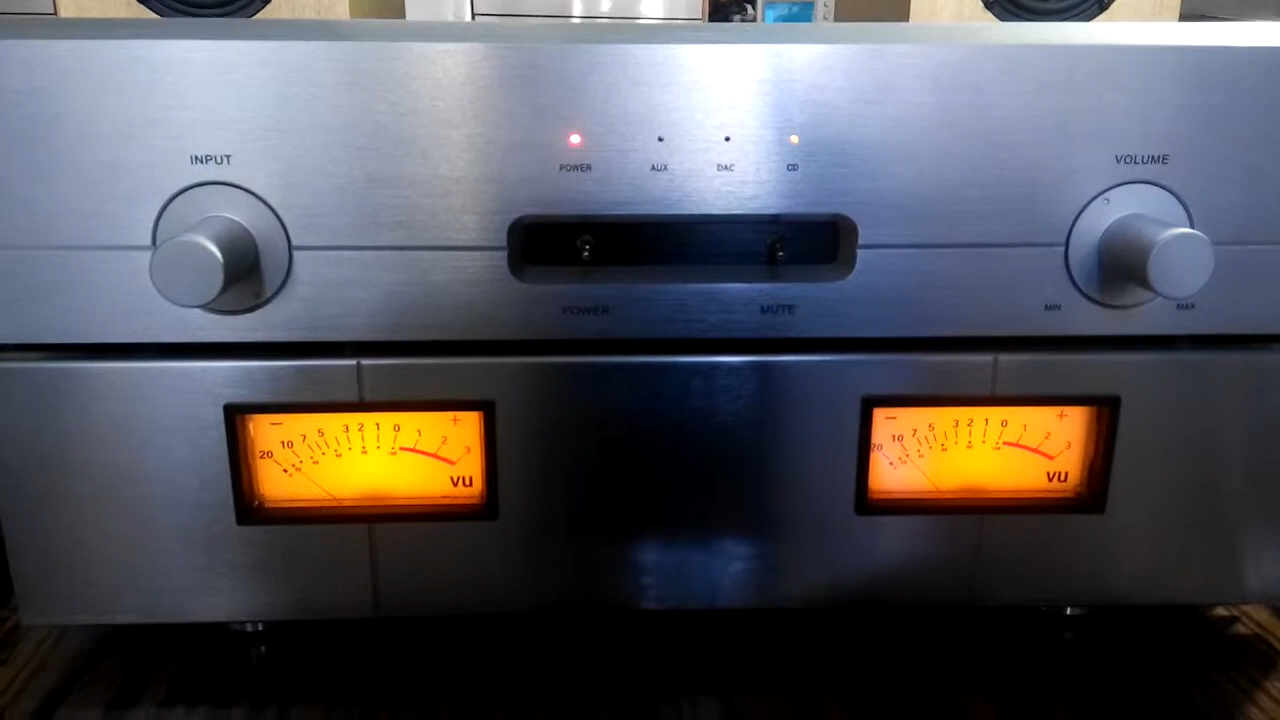 INPUT
POWER AUX DAC CD
VOLUME
POWER MUTE
MIN MAX
− +
20 10 7 5 3 2 1 0 1 2 3
VU
− +
20 10 7 5 3 2 1 0 1 2 3
VU